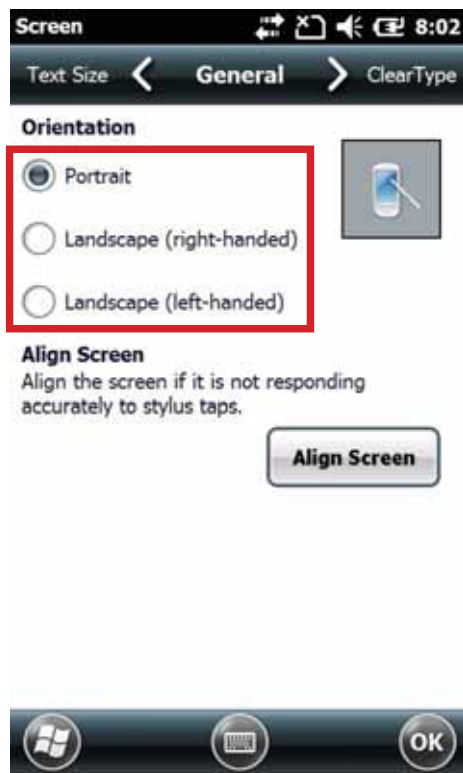 Screen 8:02
Text Size General ClearType
Orientation
Portrait
Landscape (right-handed)
Landscape (left-handed)
Align Screen
Align the screen if it is not responding
accurately to stylus taps.
Align Screen
OK